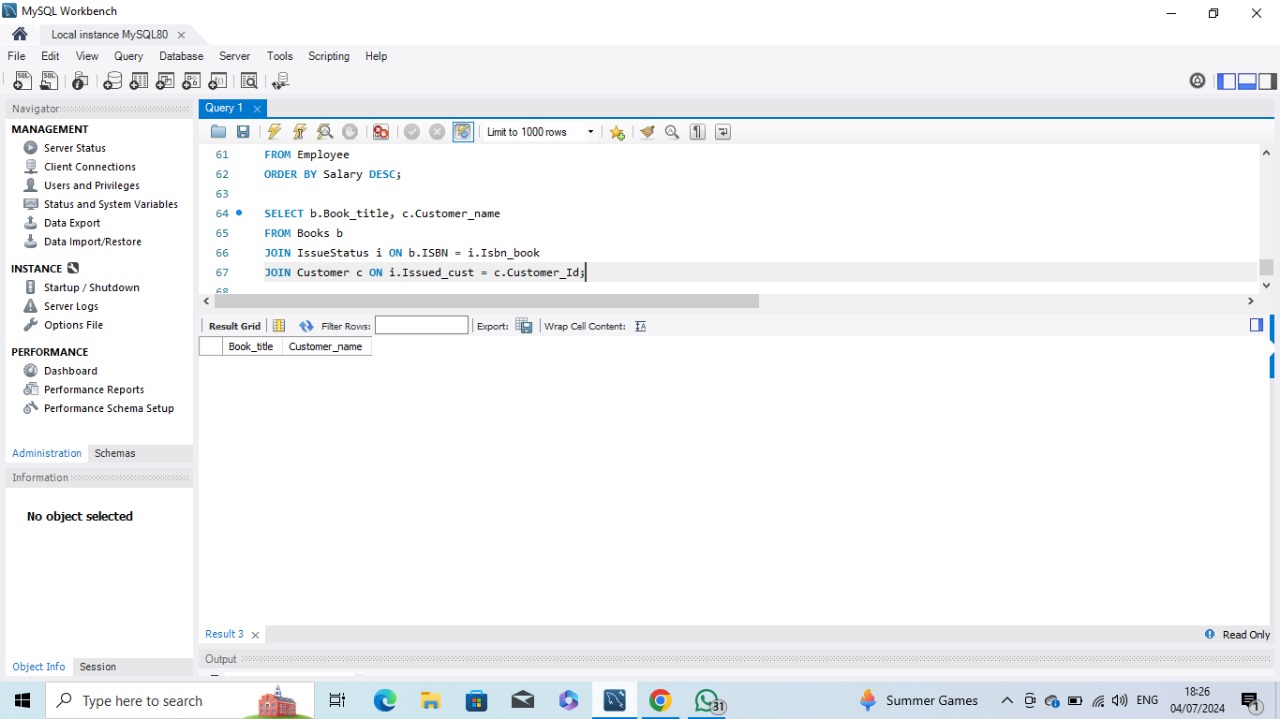 MySQL Workbench
Local instance MySQL80
File Edit View Query Database Server Tools Scripting Help
Navigator
MANAGEMENT
Server Status
Client Connections
Users and Privileges
Status and System Variables
Data Export
Data Import/Restore
INSTANCE
Startup / Shutdown
Server Logs
Options File
PERFORMANCE
Dashboard
Performance Reports
Performance Schema Setup
Administration Schemas
Information
No object selected
Object Info Session
Query 1
Limit to 1000 rows
61 FROM Employee
62 ORDER BY Salary DESC;
63
64 SELECT b.Book_title, c.Customer_name
65 FROM Books b
66 JOIN IssueStatus i ON b.ISBN = i.Isbn_book
67 JOIN Customer c ON i.Issued_cust = c.Customer_Id;
68
Result Grid Filter Rows: Export: Wrap Cell Content: IA
Book_title Customer_name
Result 3 Read Only
Output
Type here to search
31
Summer Games
ENG
18:26
04/07/2024
1